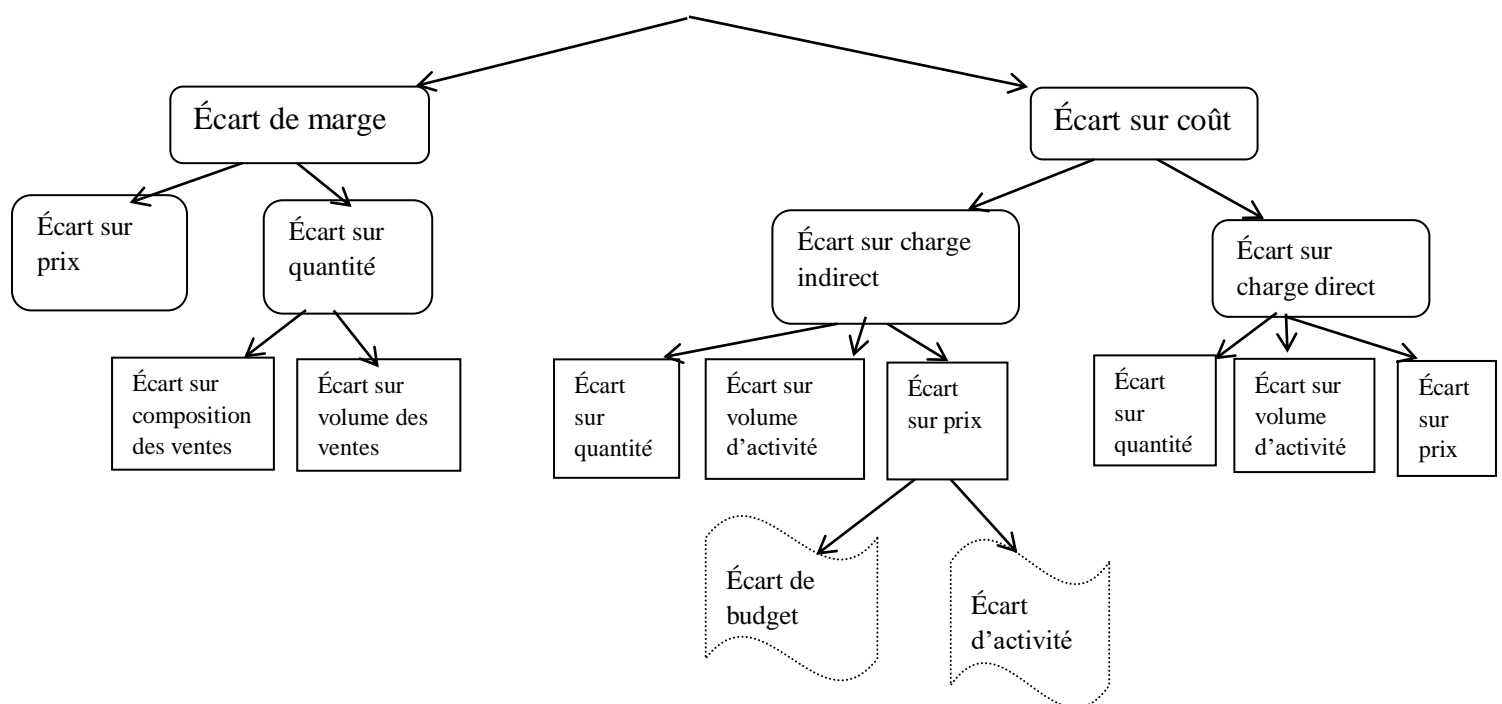 Écart de marge
Écart sur coût
Écart sur
prix
Écart sur
quantité
Écart sur charge
indirect
Écart sur
charge direct
Écart sur
composition
des ventes
Écart sur
volume des
ventes
Écart
sur
quantité
Écart sur
volume
d’activité
Écart
sur prix
Écart
sur
quantité
Écart sur
volume
d’activité
Écart
sur
prix
Écart de
budget
Écart
d’activité